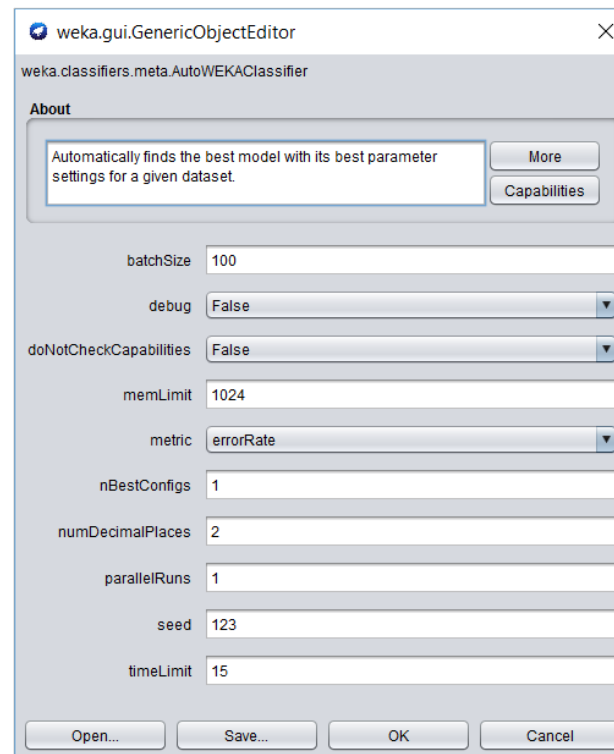 weka.gui.GenericObjectEditor
weka.classifiers.meta.AutoWEKAClassifier
About
Automatically finds the best model with its best parameter
settings for a given dataset.
More
Capabilities
batchSize 100
debug False
doNotCheckCapabilities False
memLimit 1024
metric errorRate
nBestConfigs 1
numDecimalPlaces 2
parallelRuns 1
seed 123
timeLimit 15
Open... Save... OK Cancel